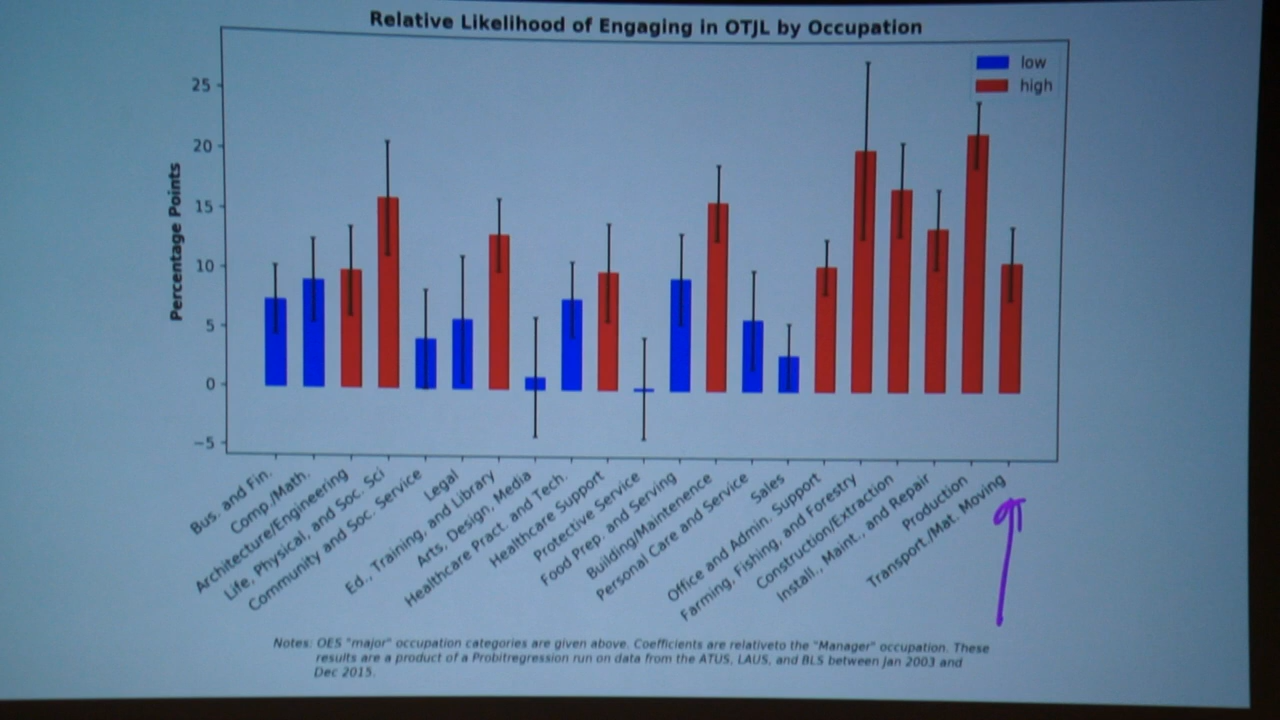 Relative Likelihood of Engaging in OTJL by Occupation
low
high
Percentage Points
25
20
15
10
5
0
−5
Bus. and Fin.
Comp./Math.
Architecture/Engineering
Life, Physical, and Soc. Sci
Community and Soc. Service
Legal
Ed., Training, and Library
Arts, Design, Media
Healthcare Pract. and Tech.
Healthcare Support
Protective Service
Food Prep. and Serving
Building/Maintenence
Personal Care and Service
Sales
Office and Admin. Support
Farming, Fishing, and Forestry
Construction/Extraction
Install., Maint., and Repair
Production
Transport./Mat. Moving
Notes: OES "major" occupation categories are given above. Coefficients are relativeto the "Manager" occupation. These
results are a product of a Probitregression run on data from the ATUS, LAUS, and BLS between Jan 2003 and
Dec 2015.